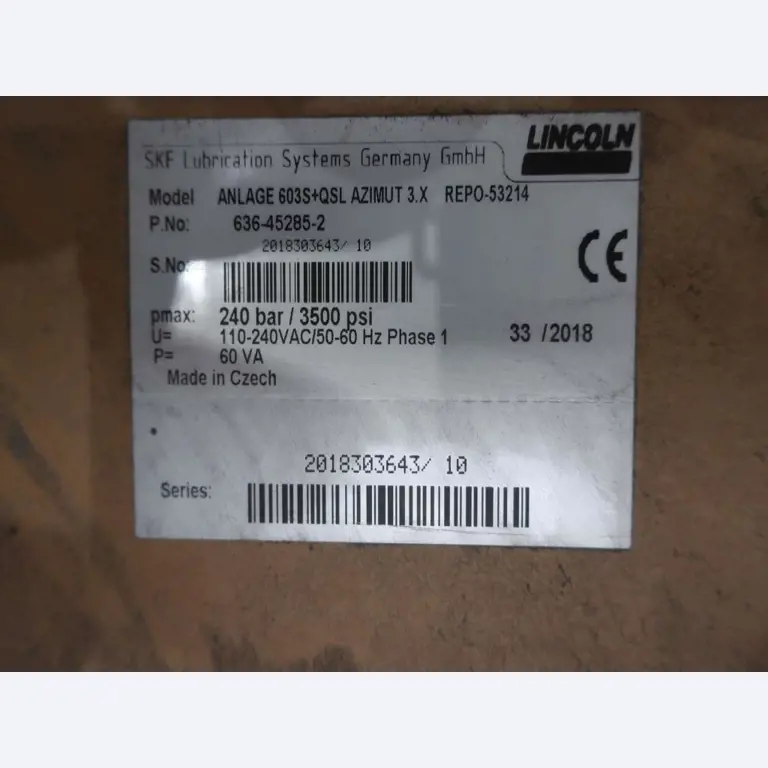 LINCOLN
SKF Lubrication Systems Germany GmbH
Model ANLAGE 603S+QSL AZIMUT 3.X REPO-53214
P.No: 636-45285-2
2018303643/ 10
S.No:
pmax: 240 bar / 3500 psi
U= 110-240VAC/50-60 Hz Phase 1 33 /2018
P= 60 VA
Made in Czech
CE
2018303643/ 10
Series: